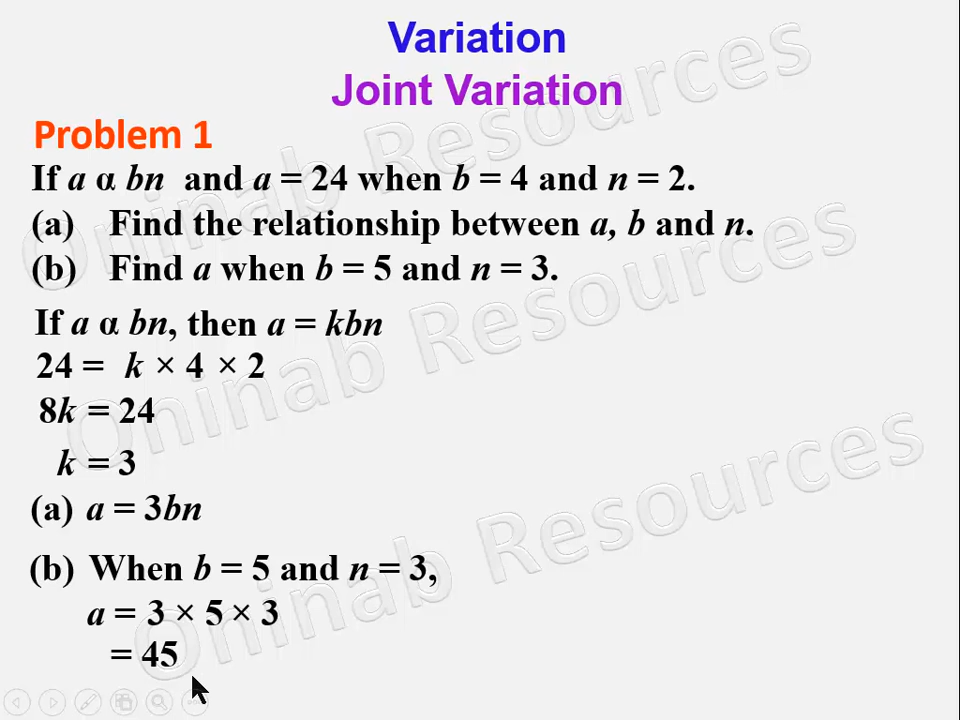 Variation
Joint Variation
Problem 1
If a α bn and a = 24 when b = 4 and n = 2.
(a) Find the relationship between a, b and n.
(b) Find a when b = 5 and n = 3.
If a α bn, then a = kbn
24 = k × 4 × 2
8k = 24
k = 3
(a) a = 3bn
(b) When b = 5 and n = 3,
a = 3 × 5 × 3
= 45
Oninab Resources
Oninab Resources
Oninab Resources